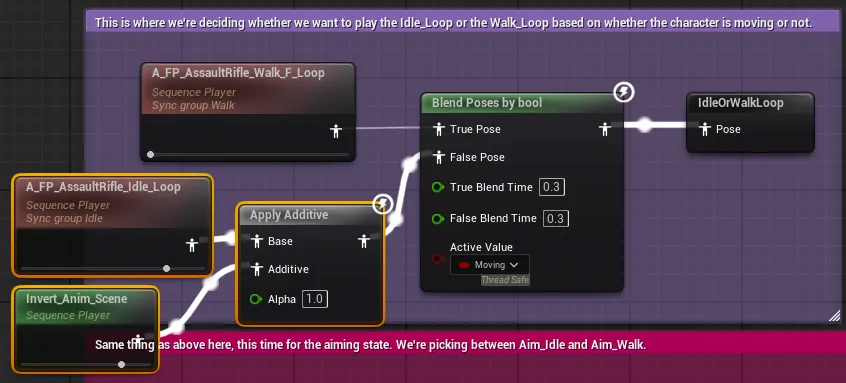 This is where we're deciding whether we want to play the Idle_Loop or the Walk_Loop based on whether the character is moving or not.
A_FP_AssaultRifle_Walk_F_Loop
Sequence Player
Sync group Walk
Blend Poses by bool
True Pose
False Pose
True Blend Time 0.3
False Blend Time 0.3
Active Value
Moving
Thread Safe
IdleOrWalkLoop
Pose
A_FP_AssaultRifle_Idle_Loop
Sequence Player
Sync group Idle
Apply Additive
Base
Additive
Alpha 1.0
Invert_Anim_Scene
Sequence Player
Same thing as above here, this time for the aiming state. We're picking between Aim_Idle and Aim_Walk.